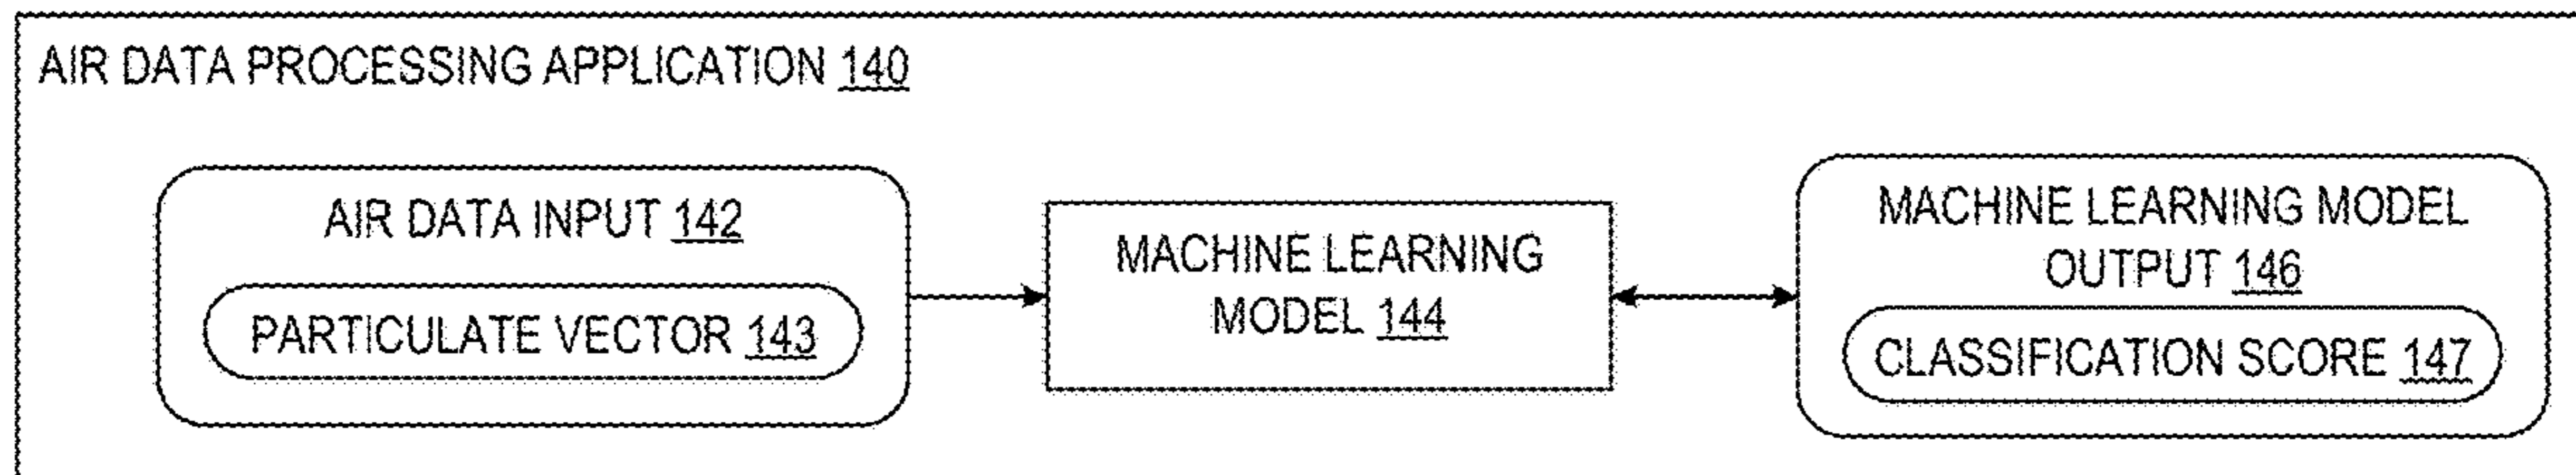 AIR DATA PROCESSING APPLICATION 140
AIR DATA INPUT 142
PARTICULATE VECTOR 143
MACHINE LEARNING
MODEL 144
MACHINE LEARNING MODEL
OUTPUT 146
CLASSIFICATION SCORE 147